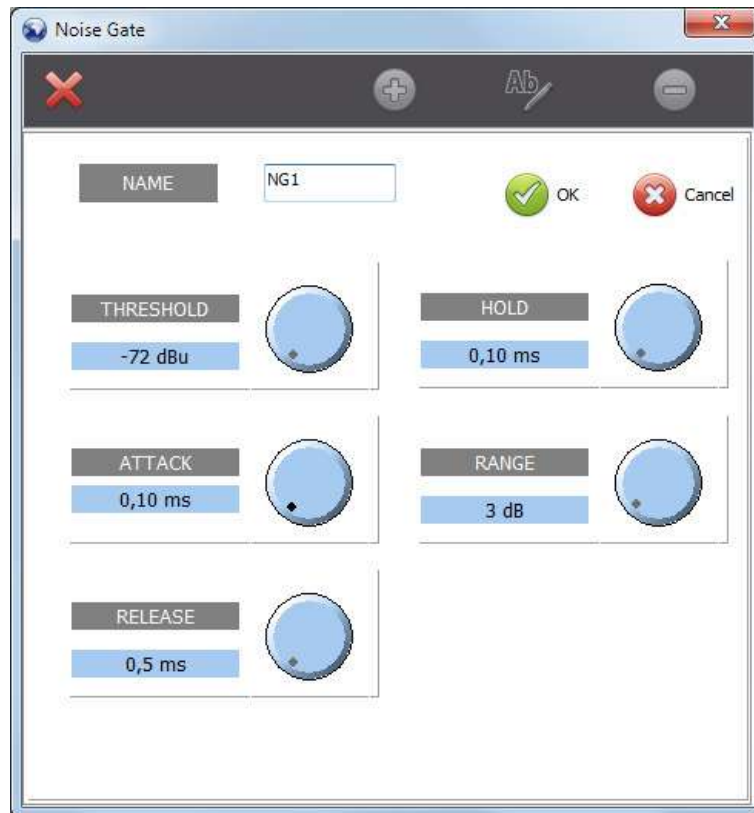 Noise Gate
Ab
NAME
NG1
OK
Cancel
THRESHOLD
-72 dBu
HOLD
0,10 ms
ATTACK
0,10 ms
RANGE
3 dB
RELEASE
0,5 ms